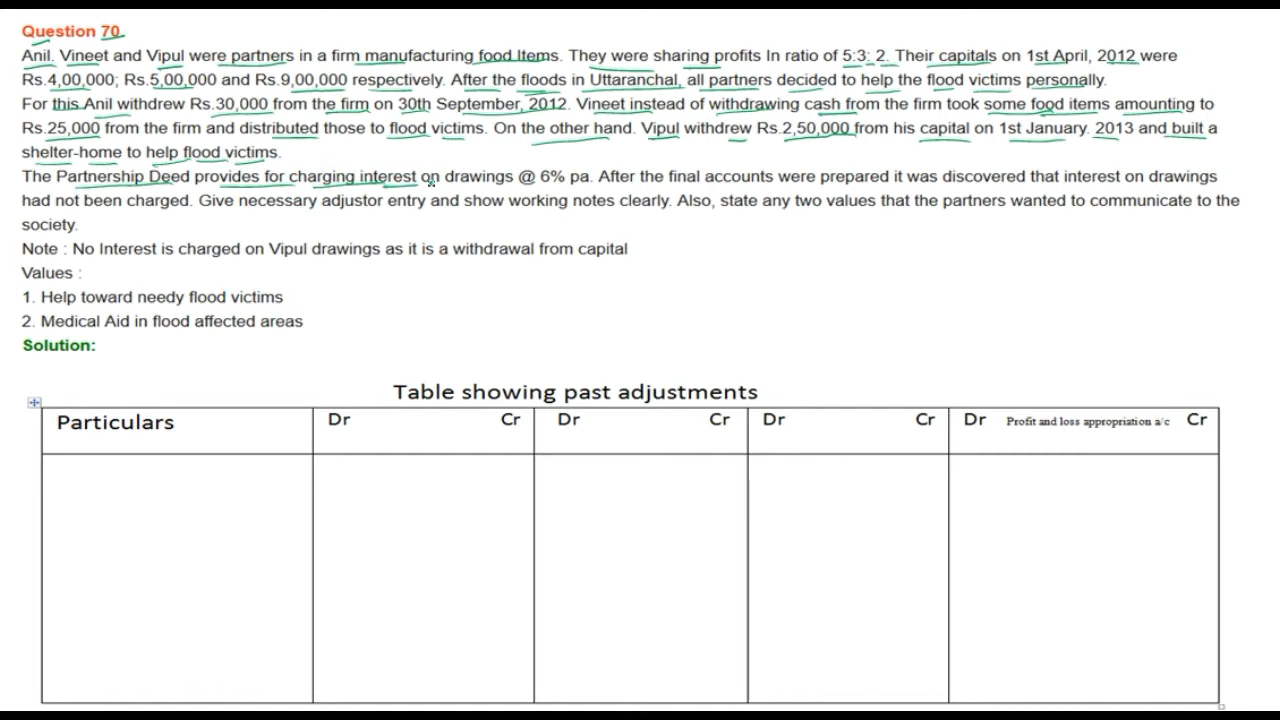 Question 70.
Anil. Vineet and Vipul were partners in a firm manufacturing food Items. They were sharing profits In ratio of 5:3: 2. Their capitals on 1st April, 2012 were
Rs.4,00,000; Rs.5,00,000 and Rs.9,00,000 respectively. After the floods in Uttaranchal, all partners decided to help the flood victims personally.
For this Anil withdrew Rs.30,000 from the firm on 30th September, 2012. Vineet instead of withdrawing cash from the firm took some food items amounting to
Rs.25,000 from the firm and distributed those to flood victims. On the other hand. Vipul withdrew Rs.2,50,000 from his capital on 1st January. 2013 and built a
shelter-home to help flood victims.
The Partnership Deed provides for charging interest on drawings @ 6% pa. After the final accounts were prepared it was discovered that interest on drawings
had not been charged. Give necessary adjustor entry and show working notes clearly. Also, state any two values that the partners wanted to communicate to the
society.
Note : No Interest is charged on Vipul drawings as it is a withdrawal from capital
Values :
1. Help toward needy flood victims
2. Medical Aid in flood affected areas
Solution:
Table showing past adjustments
Particulars Dr Cr Dr Cr Dr Cr Dr Profit and loss appropriation a/c Cr